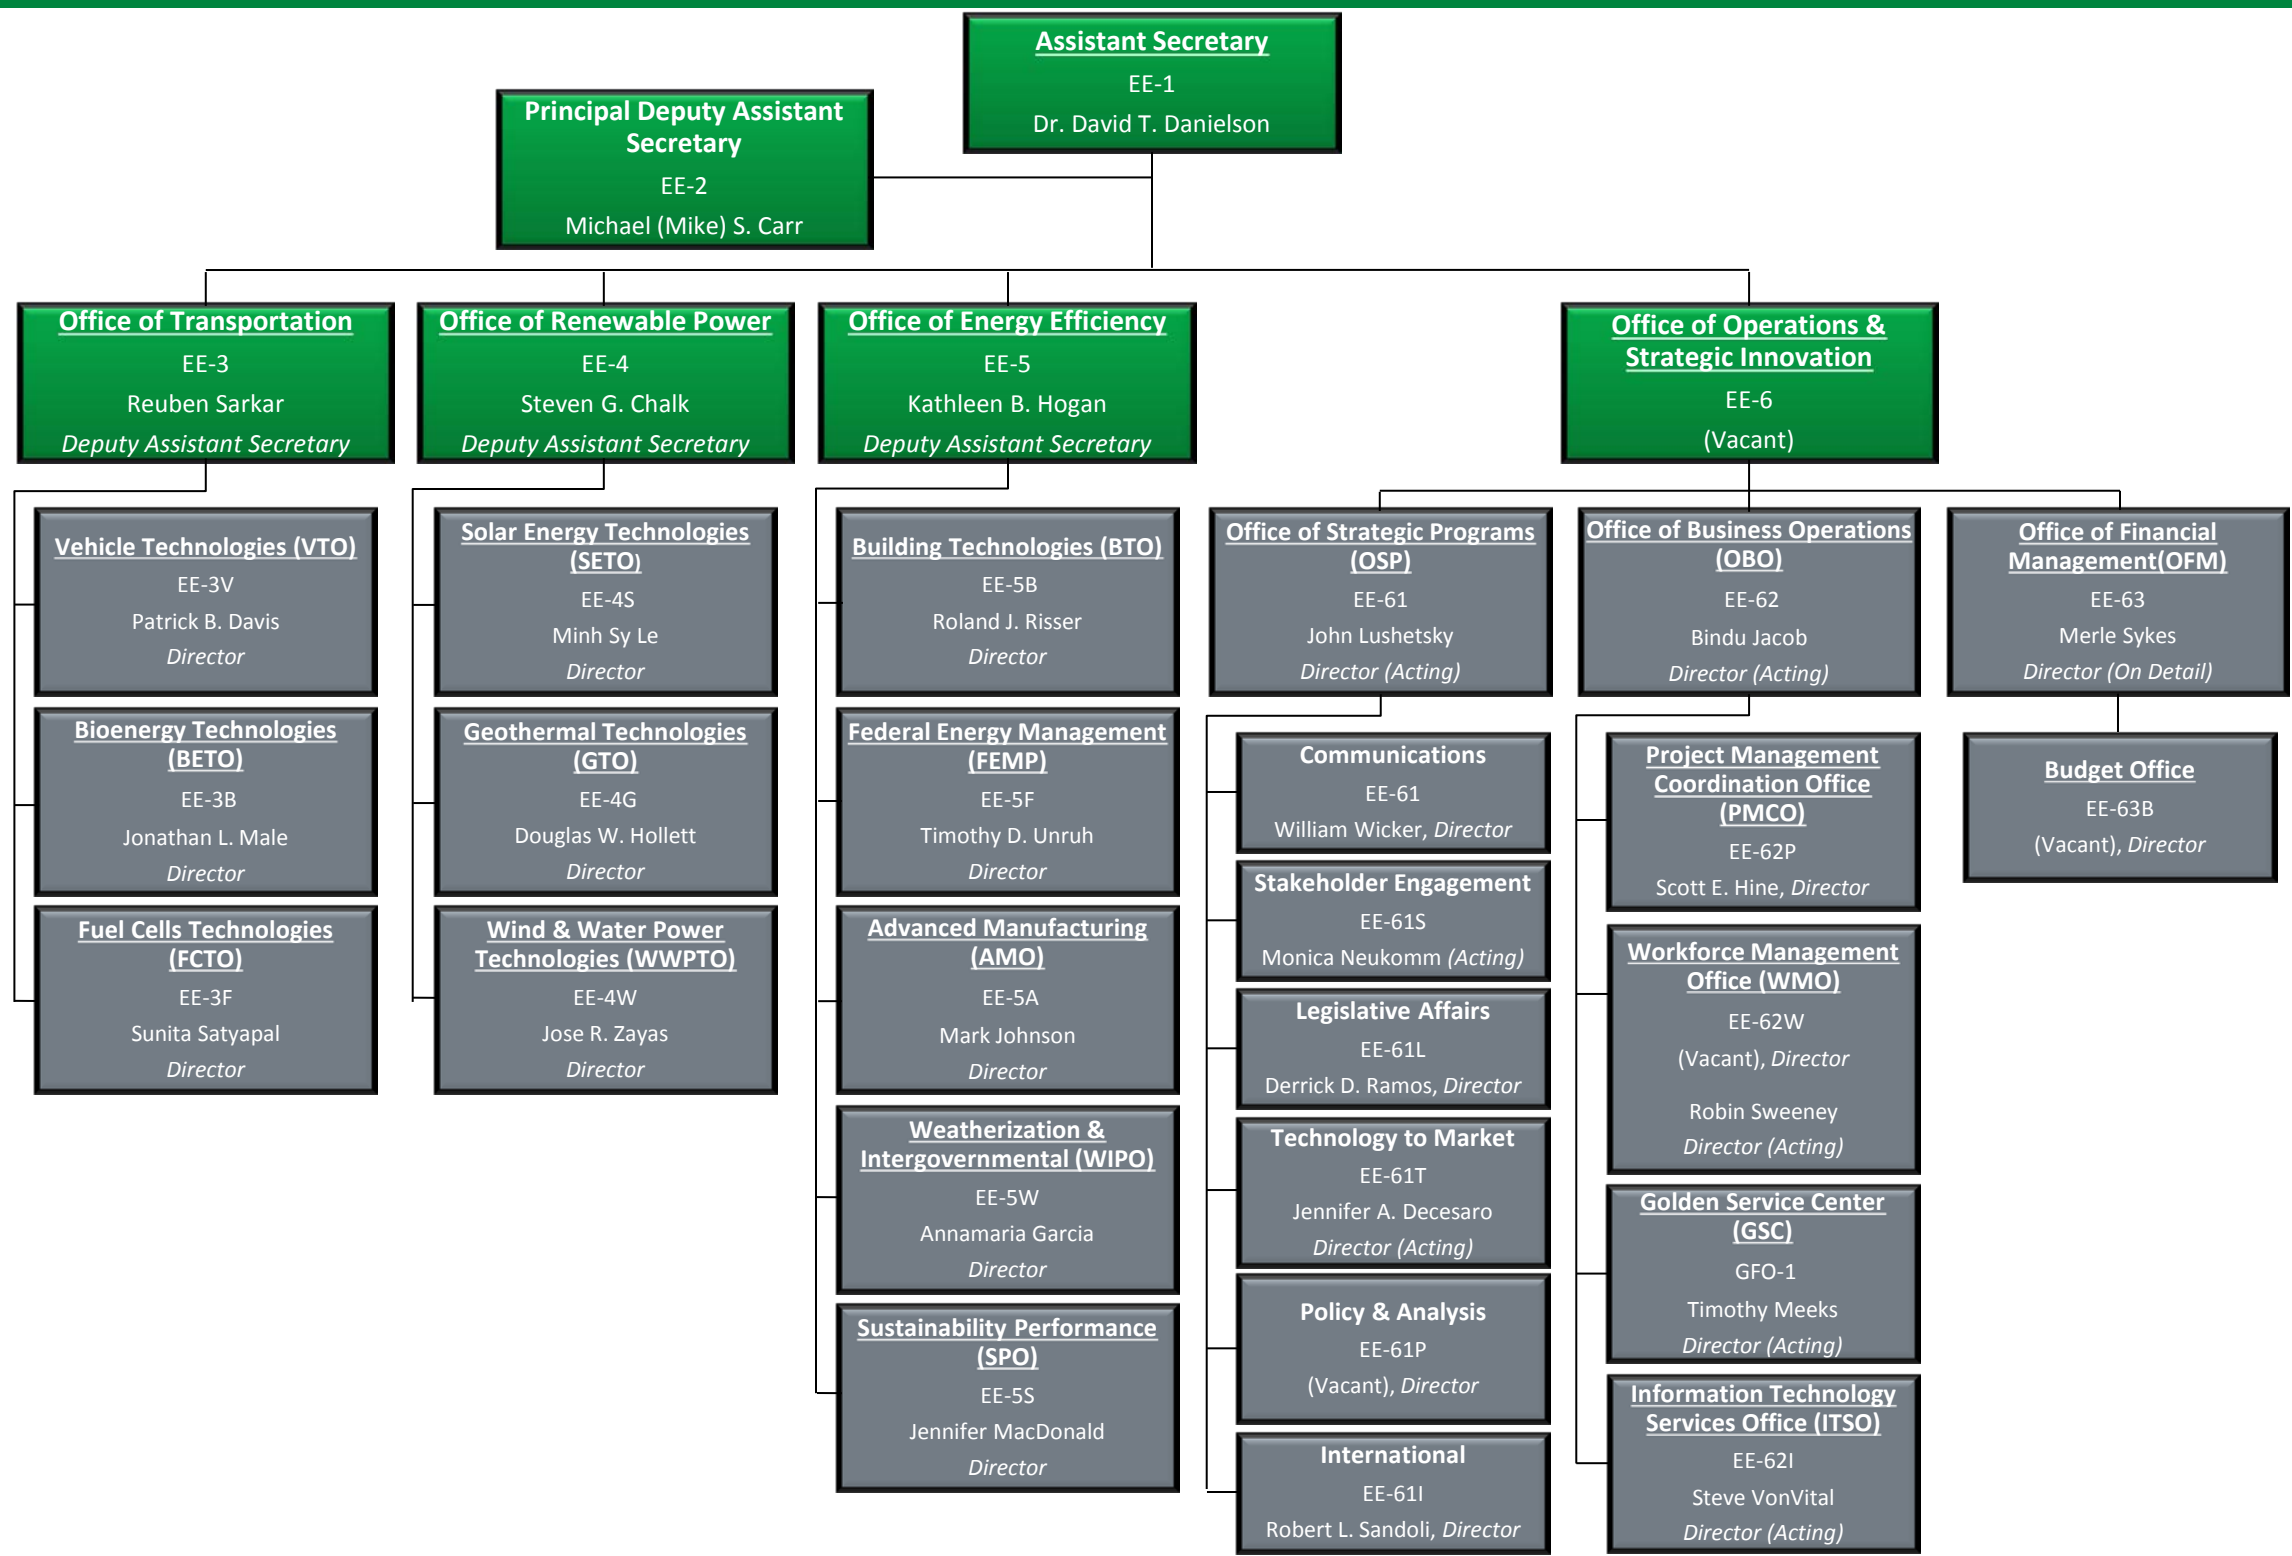 Assistant Secretary
EE-1
Dr. David T. Danielson
Principal Deputy Assistant
Secretary
EE-2
Michael (Mike) S. Carr
Office of Transportation
EE-3
Reuben Sarkar
Deputy Assistant Secretary
Office of Renewable Power
EE-4
Steven G. Chalk
Deputy Assistant Secretary
Office of Energy Efficiency
EE-5
Kathleen B. Hogan
Deputy Assistant Secretary
Office of Operations &
Strategic Innovation
EE-6
(Vacant)
Vehicle Technologies (VTO)
EE-3V
Patrick B. Davis
Director
Bioenergy Technologies
(BETO)
EE-3B
Jonathan L. Male
Director
Fuel Cells Technologies
(FCTO)
EE-3F
Sunita Satyapal
Director
Solar Energy Technologies
(SETO)
EE-4S
Minh Sy Le
Director
Geothermal Technologies
(GTO)
EE-4G
Douglas W. Hollett
Director
Wind & Water Power
Technologies (WWPTO)
EE-4W
Jose R. Zayas
Director
Building Technologies (BTO)
EE-5B
Roland J. Risser
Director
Federal Energy Management
(FEMP)
EE-5F
Timothy D. Unruh
Director
Advanced Manufacturing
(AMO)
EE-5A
Mark Johnson
Director
Weatherization &
Intergovernmental (WIPO)
EE-5W
Annamaria Garcia
Director
Sustainability Performance
(SPO)
EE-5S
Jennifer MacDonald
Director
Office of Strategic Programs
(OSP)
EE-61
John Lushetsky
Director (Acting)
Communications
EE-61
William Wicker, Director
Stakeholder Engagement
EE-61S
Monica Neukomm (Acting)
Legislative Affairs
EE-61L
Derrick D. Ramos, Director
Technology to Market
EE-61T
Jennifer A. Decesaro
Director (Acting)
Policy & Analysis
EE-61P
(Vacant), Director
International
EE-61I
Robert L. Sandoli, Director
Office of Business Operations
(OBO)
EE-62
Bindu Jacob
Director (Acting)
Project Management
Coordination Office
(PMCO)
EE-62P
Scott E. Hine, Director
Workforce Management
Office (WMO)
EE-62W
(Vacant), Director
Robin Sweeney
Director (Acting)
Golden Service Center
(GSC)
GFO-1
Timothy Meeks
Director (Acting)
Information Technology
Services Office (ITSO)
EE-62I
Steve VonVital
Director (Acting)
Office of Financial
Management(OFM)
EE-63
Merle Sykes
Director (On Detail)
Budget Office
EE-63B
(Vacant), Director